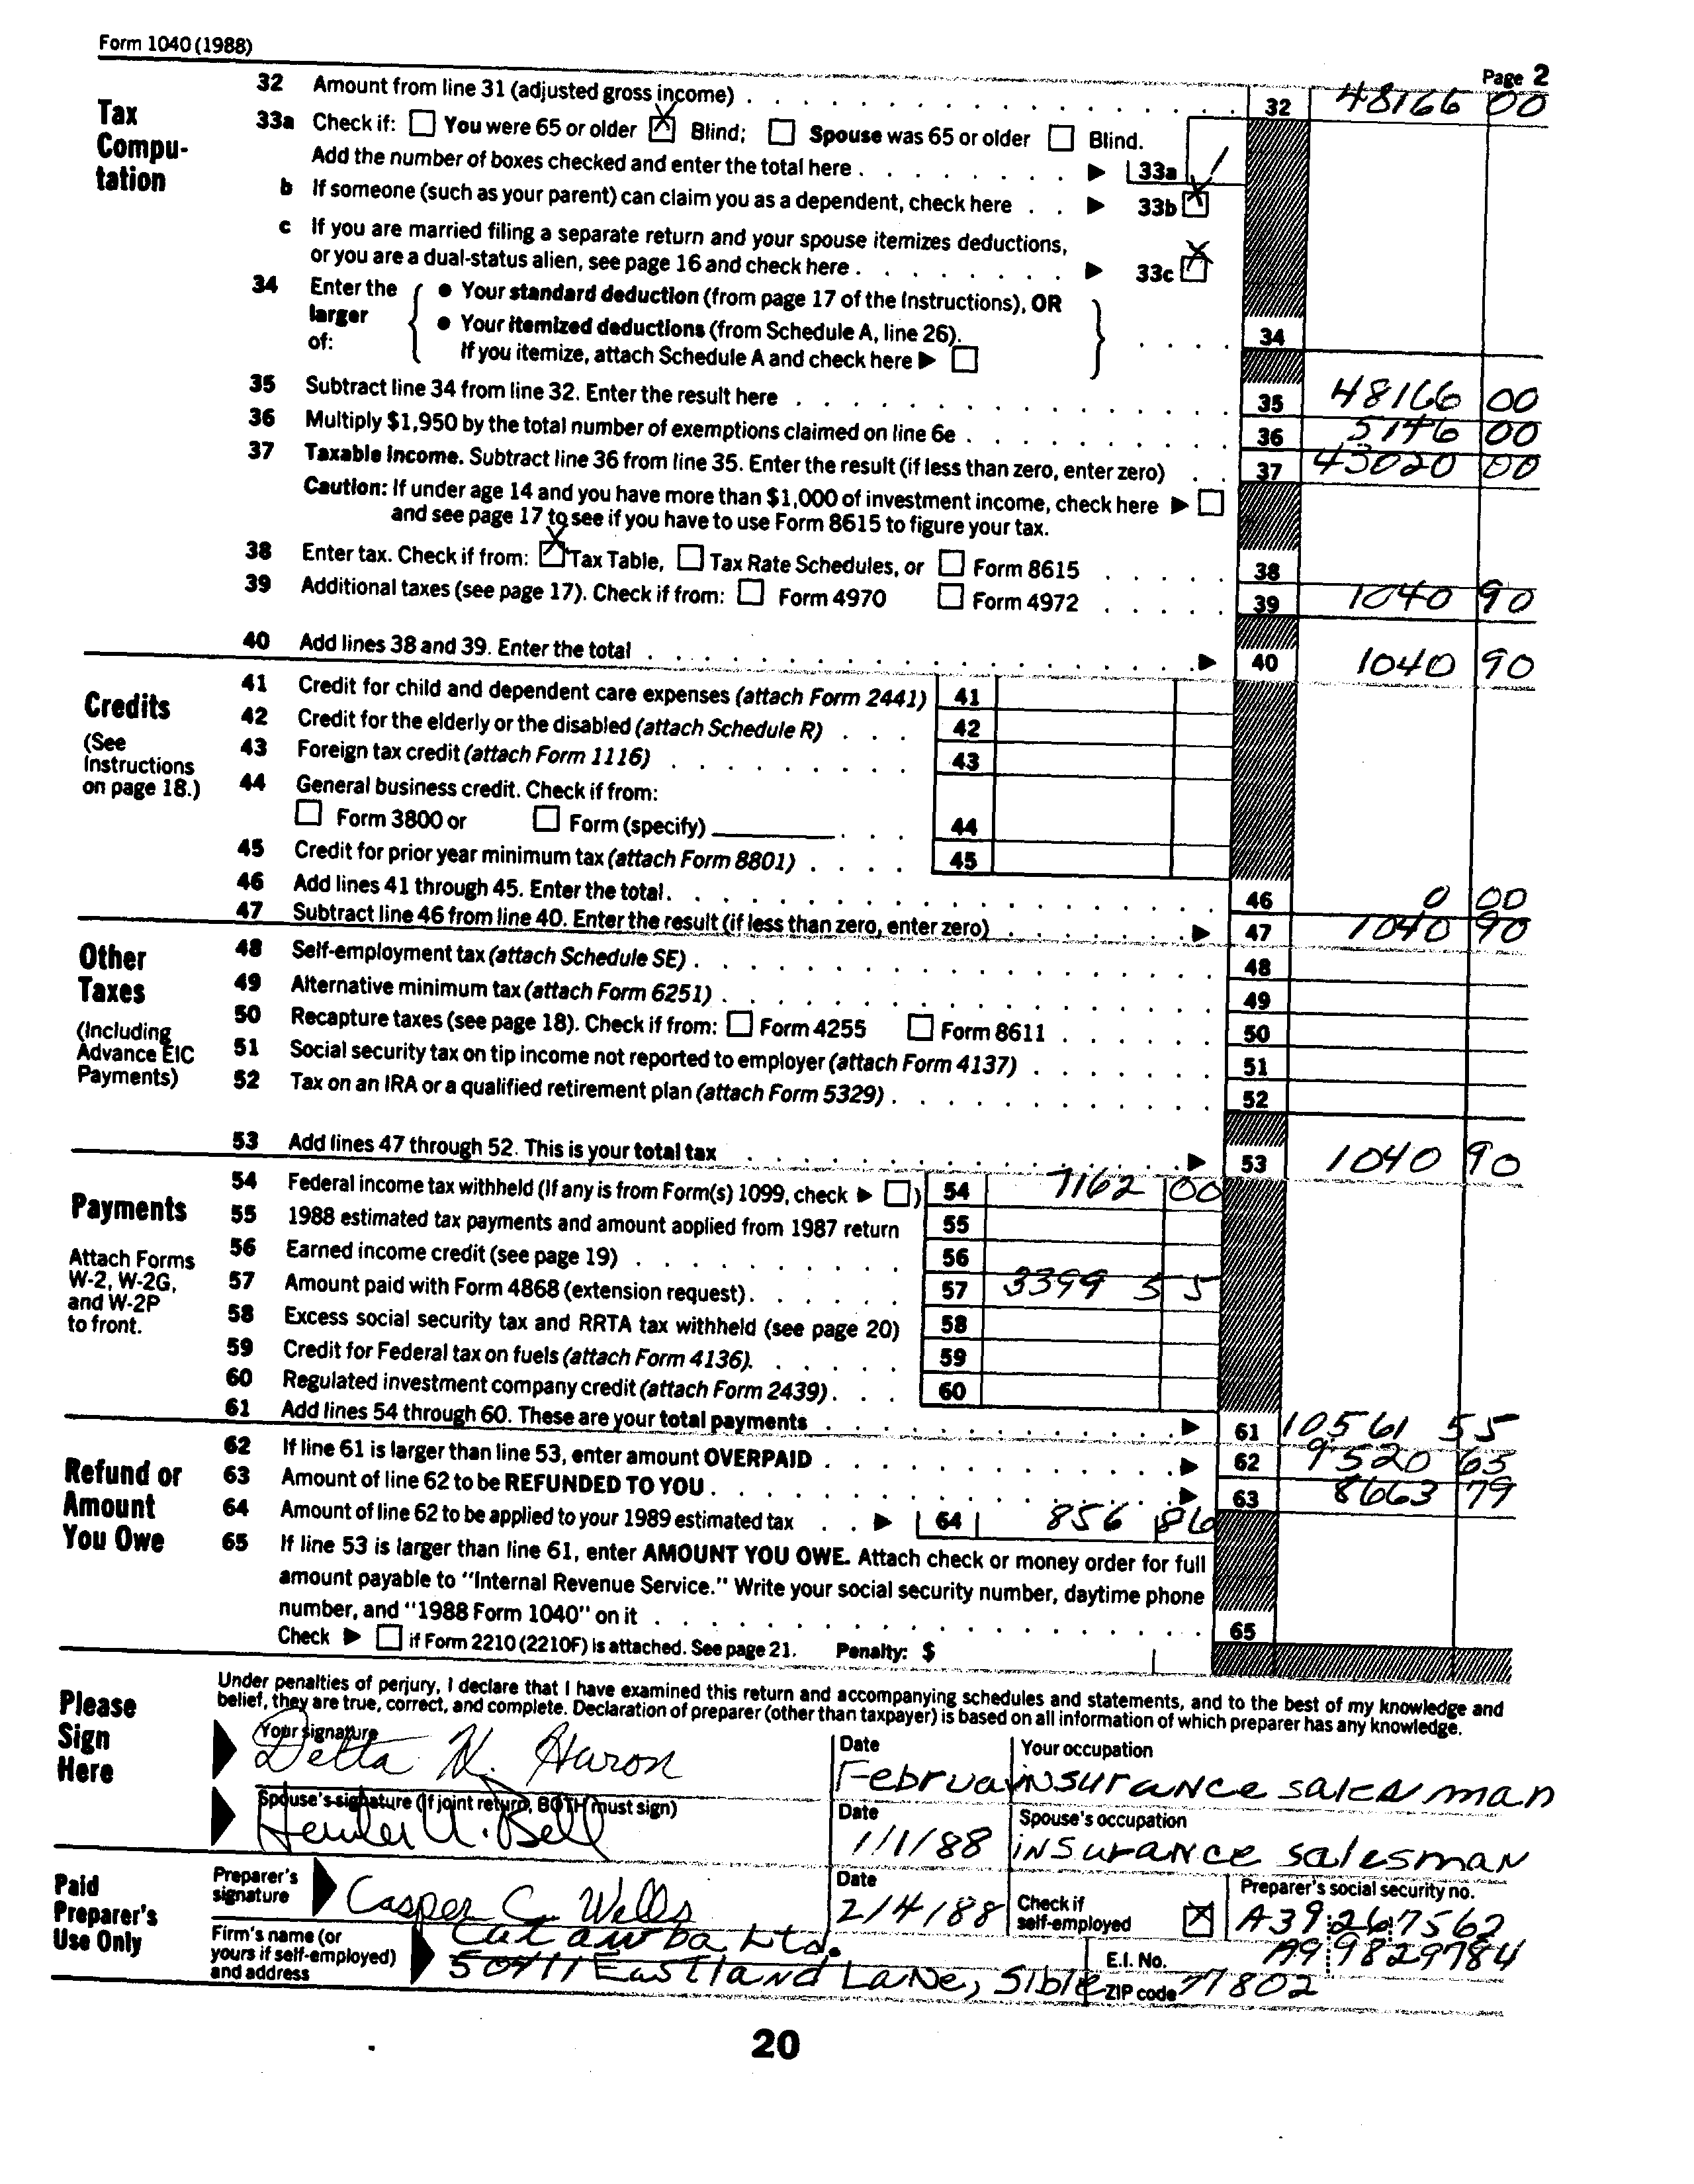 Form 1040 (1988)
Page 2
Tax Compu-tation
32 Amount from line 31 (adjusted gross income) 32 48166 00
33a Check if: You were 65 or older X Blind; Spouse was 65 or older Blind.
Add the number of boxes checked and enter the total here 33a 1
b If someone (such as your parent) can claim you as a dependent, check here 33b X
c If you are married filing a separate return and your spouse itemizes deductions,
or you are a dual-status alien, see page 16 and check here 33c X
34 Enter the larger of:
● Your standard deduction (from page 17 of the Instructions), OR
● Your itemized deductions (from Schedule A, line 26).
If you itemize, attach Schedule A and check here 34
35 Subtract line 34 from line 32. Enter the result here 35 48166 00
36 Multiply $1,950 by the total number of exemptions claimed on line 6e 36 5146 00
37 Taxable income. Subtract line 36 from line 35. Enter the result (if less than zero, enter zero) 37 43020 00
Caution: If under age 14 and you have more than $1,000 of investment income, check here
and see page 17 to see if you have to use Form 8615 to figure your tax.
38 Enter tax. Check if from: X Tax Table, Tax Rate Schedules, or Form 8615 38
39 Additional taxes (see page 17). Check if from: Form 4970 Form 4972 39 1040 90
40 Add lines 38 and 39. Enter the total 40 1040 90
Credits
(See Instructions on page 18.)
41 Credit for child and dependent care expenses (attach Form 2441) 41
42 Credit for the elderly or the disabled (attach Schedule R) 42
43 Foreign tax credit (attach Form 1116) 43
44 General business credit. Check if from:
Form 3800 or Form (specify) 44
45 Credit for prior year minimum tax (attach Form 8801) 45
46 Add lines 41 through 45. Enter the total 46 0 00
47 Subtract line 46 from line 40. Enter the result (if less than zero, enter zero) 47 1040 90
Other Taxes
(Including Advance EIC Payments)
48 Self-employment tax (attach Schedule SE) 48
49 Alternative minimum tax (attach Form 6251) 49
50 Recapture taxes (see page 18). Check if from: Form 4255 Form 8611 50
51 Social security tax on tip income not reported to employer (attach Form 4137) 51
52 Tax on an IRA or a qualified retirement plan (attach Form 5329) 52
53 Add lines 47 through 52. This is your total tax 53 1040 90
Payments
Attach Forms W-2, W-2G, and W-2P to front.
54 Federal income tax withheld (If any is from Form(s) 1099, check ) 54 7162 00
55 1988 estimated tax payments and amount applied from 1987 return 55
56 Earned income credit (see page 19) 56
57 Amount paid with Form 4868 (extension request) 57 3399 55
58 Excess social security tax and RRTA tax withheld (see page 20) 58
59 Credit for Federal tax on fuels (attach Form 4136) 59
60 Regulated investment company credit (attach Form 2439) 60
61 Add lines 54 through 60. These are your total payments 61 10561 55
Refund or Amount You Owe
62 If line 61 is larger than line 53, enter amount OVERPAID 62 9520 65
63 Amount of line 62 to be REFUNDED TO YOU 63 8663 79
64 Amount of line 62 to be applied to your 1989 estimated tax 64 856 86
65 If line 53 is larger than line 61, enter AMOUNT YOU OWE. Attach check or money order for full
amount payable to "Internal Revenue Service." Write your social security number, daytime phone
number, and "1988 Form 1040" on it 65
Check if Form 2210 (2210F) is attached. See page 21. Penalty: $
Please Sign Here
Under penalties of perjury, I declare that I have examined this return and accompanying schedules and statements, and to the best of my knowledge and
belief, they are true, correct, and complete. Declaration of preparer (other than taxpayer) is based on all information of which preparer has any knowledge.
Your signature Date Your occupation
Delta N. Aaron Februa insurance salesman
Spouse's signature (if joint return, BOTH must sign) Date Spouse's occupation
Bell 1/1/88 insurance salesman
Paid Preparer's Use Only
Preparer's signature Casper C. Wells Date 2/4/88 Check if self-employed X Preparer's social security no. A39 26 7562
Firm's name (or yours if self-employed) and address Catawba Ltd. E.I. No. A9 9829784
50411 Eastland Lane, Sible ZIP code 77802
20